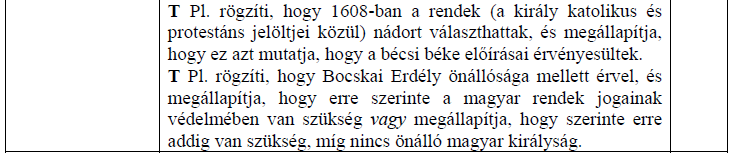 T Pl. rögzíti, hogy 1608-ban a rendek (a király katolikus és
protestáns jelöltjei közül) nádort választhattak, és megállapítja,
hogy ez azt mutatja, hogy a bécsi béke előírásai érvényesültek.
T Pl. rögzíti, hogy Bocskai Erdély önállósága mellett érvel, és
megállapítja, hogy erre szerinte a magyar rendek jogainak
védelmében van szükség vagy megállapítja, hogy szerinte erre
addig van szükség, míg nincs önálló magyar királyság.